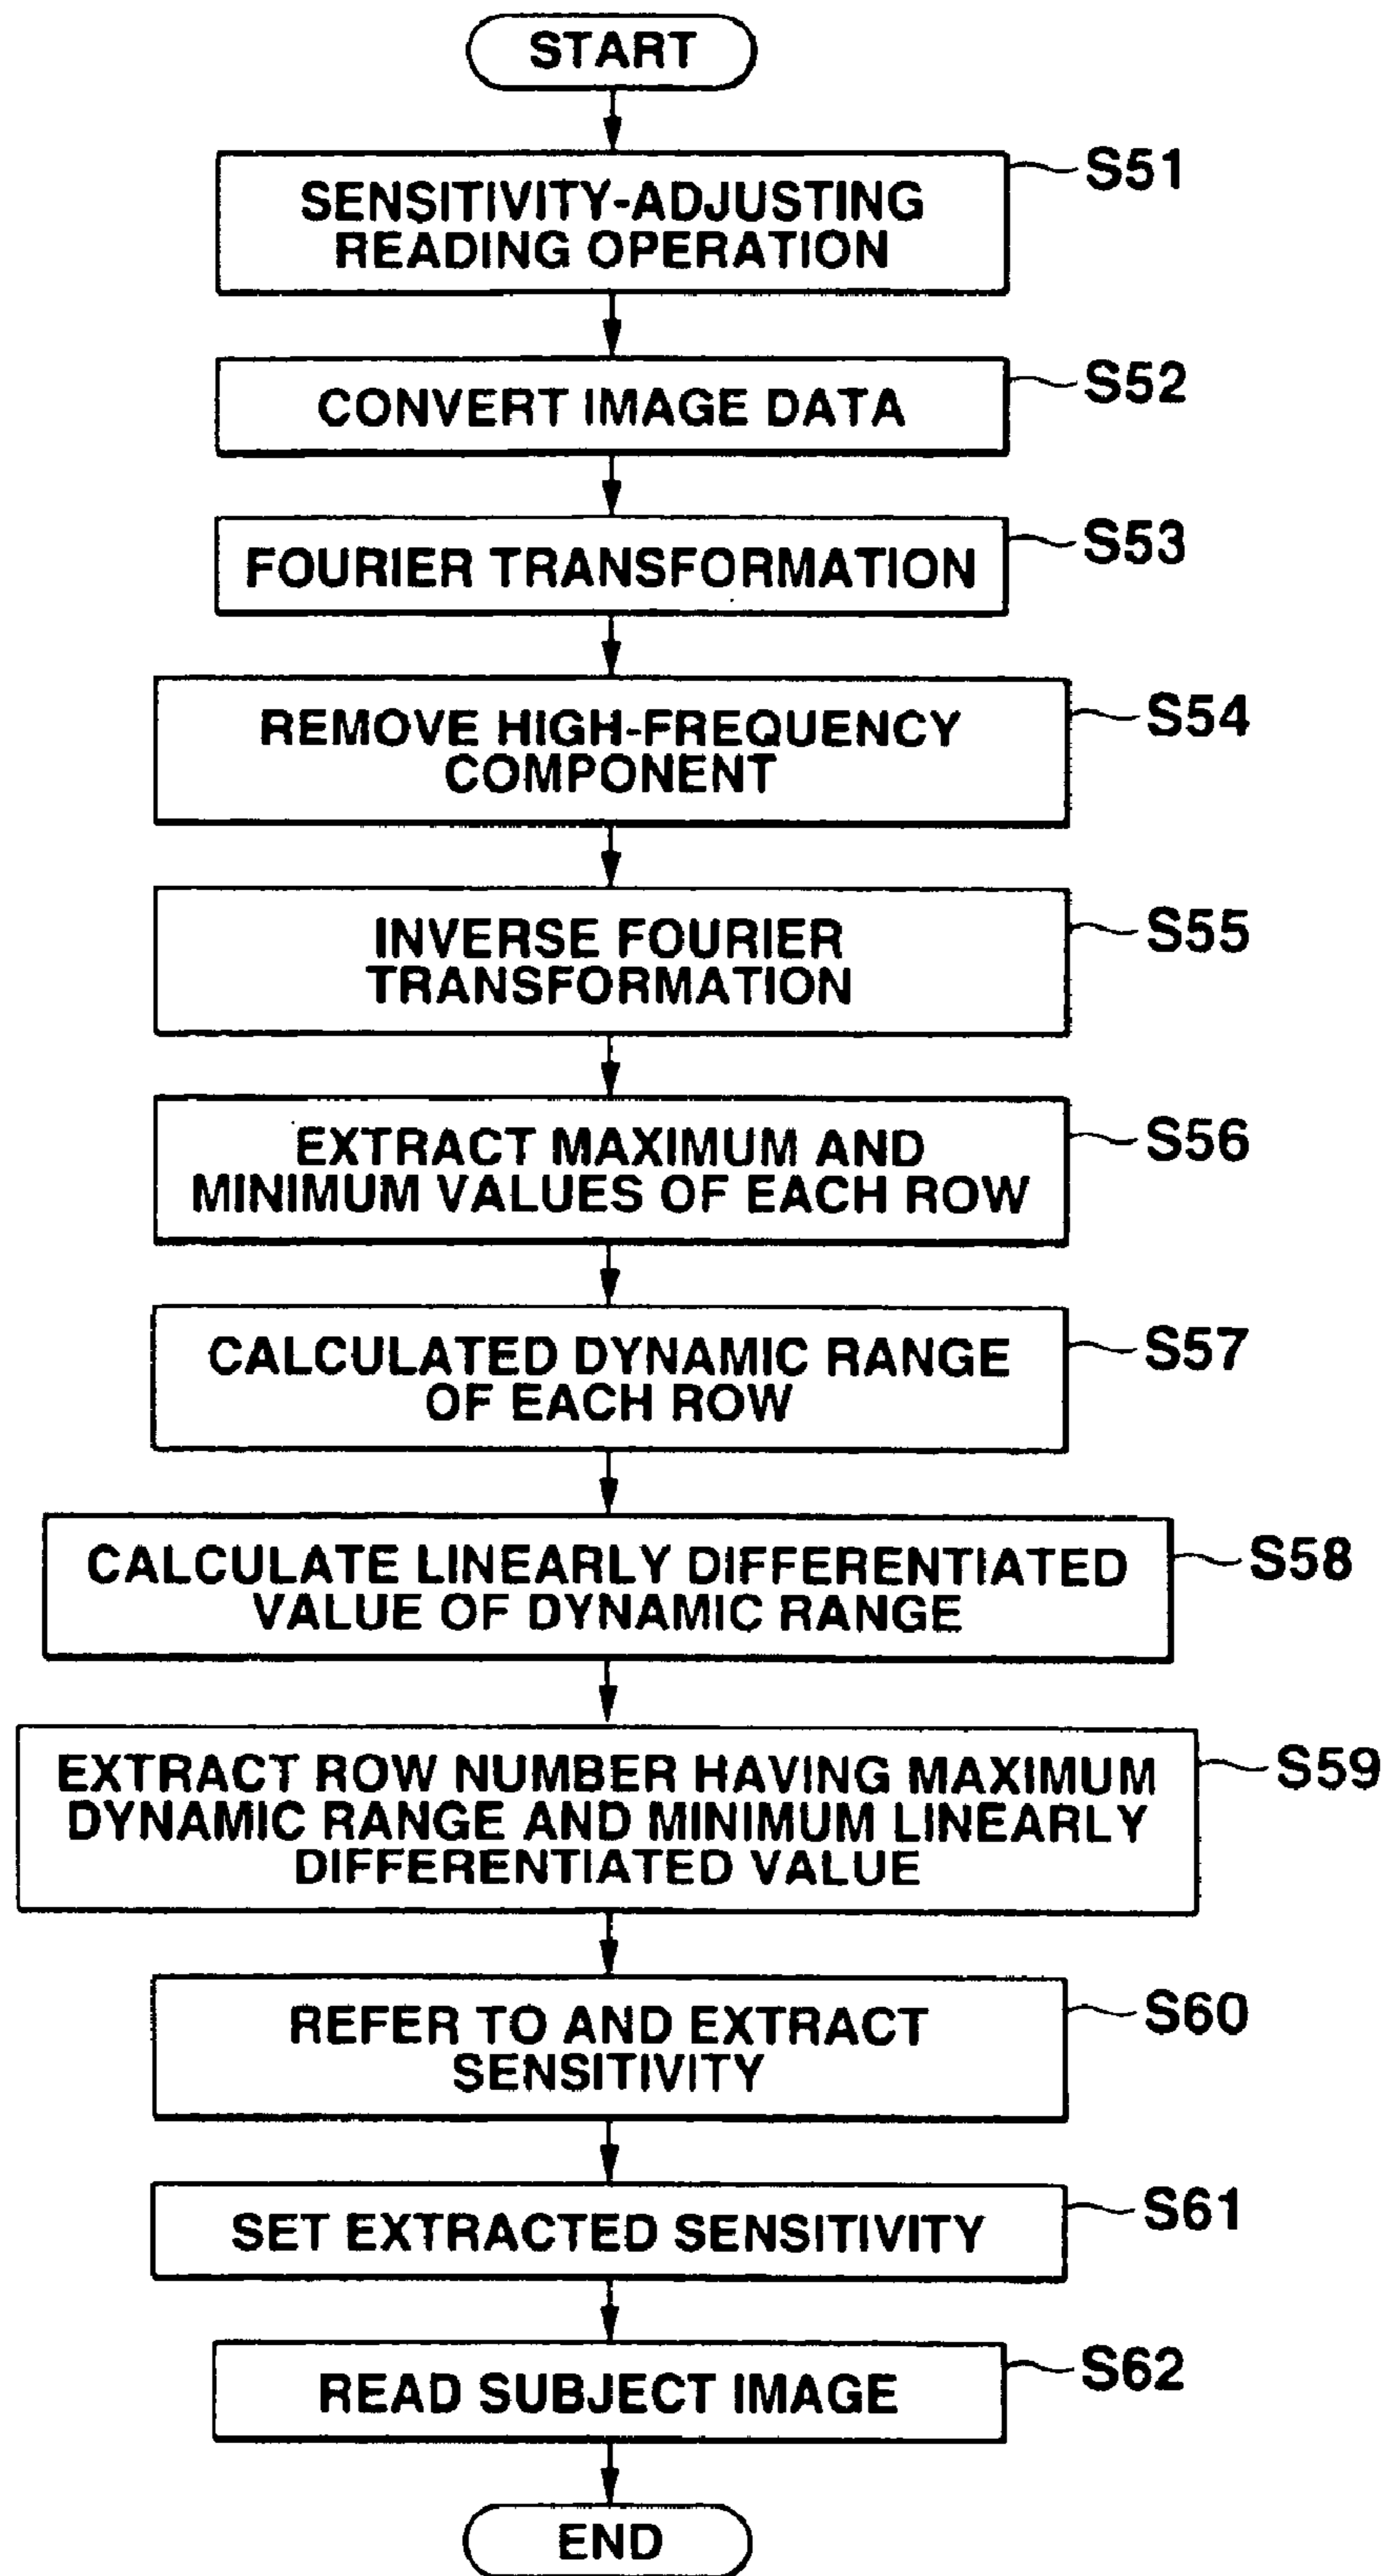 START
S51
SENSITIVITY-ADJUSTING
READING OPERATION
S52
CONVERT IMAGE DATA
S53
FOURIER TRANSFORMATION
S54
REMOVE HIGH-FREQUENCY
COMPONENT
S55
INVERSE FOURIER
TRANSFORMATION
S56
EXTRACT MAXIMUM AND
MINIMUM VALUES OF EACH ROW
S57
CALCULATED DYNAMIC RANGE
OF EACH ROW
S58
CALCULATE LINEARLY DIFFERENTIATED
VALUE OF DYNAMIC RANGE
S59
EXTRACT ROW NUMBER HAVING MAXIMUM
DYNAMIC RANGE AND MINIMUM LINEARLY
DIFFERENTIATED VALUE
S60
REFER TO AND EXTRACT
SENSITIVITY
S61
SET EXTRACTED SENSITIVITY
S62
READ SUBJECT IMAGE
END